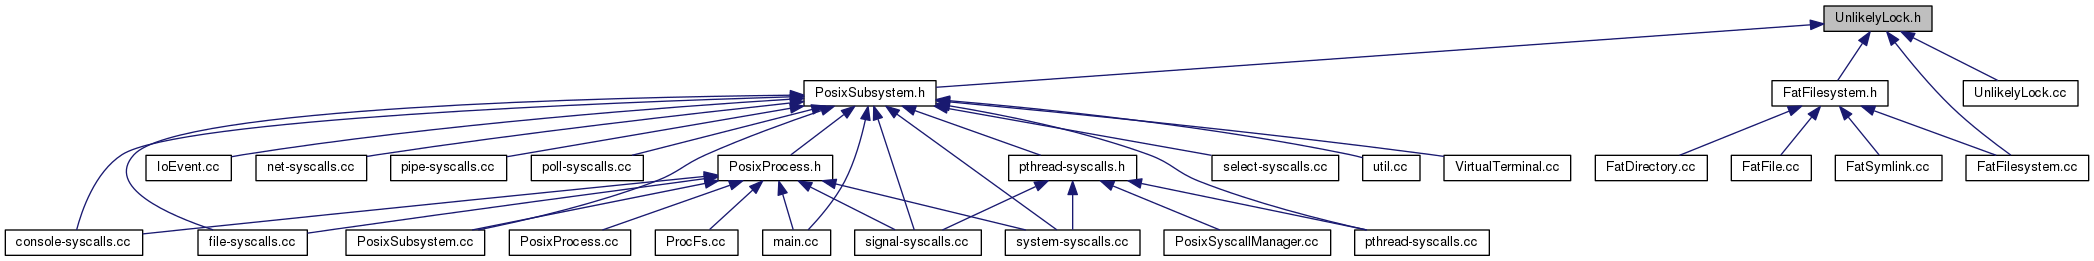 UnlikelyLock.h
PosixSubsystem.h
FatFilesystem.h
UnlikelyLock.cc
IoEvent.cc
net-syscalls.cc
pipe-syscalls.cc
poll-syscalls.cc
PosixProcess.h
pthread-syscalls.h
select-syscalls.cc
util.cc
VirtualTerminal.cc
FatDirectory.cc
FatFile.cc
FatSymlink.cc
FatFilesystem.cc
console-syscalls.cc
file-syscalls.cc
PosixSubsystem.cc
PosixProcess.cc
ProcFs.cc
main.cc
signal-syscalls.cc
system-syscalls.cc
PosixSyscallManager.cc
pthread-syscalls.cc